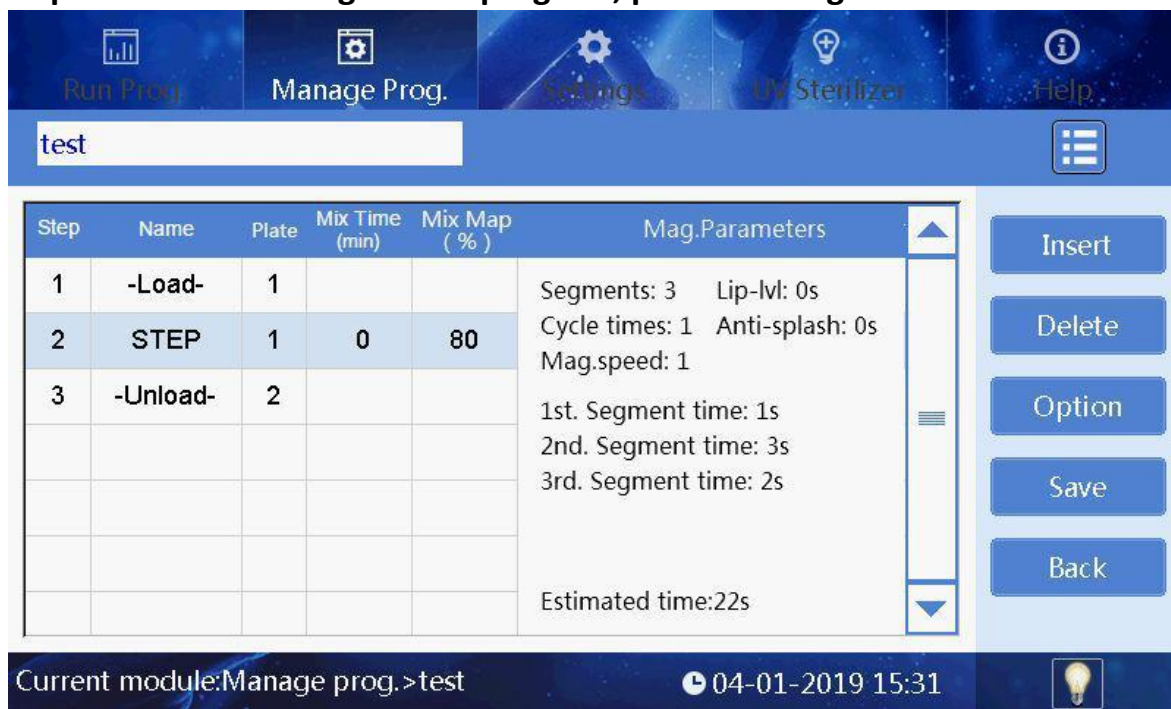 Run Prog.
Manage Prog.
Settings
UV Sterilizer
Help
test
Step Name Plate Mix Time (min) Mix Map ( % ) Mag.Parameters
1 -Load- 1
2 STEP 1 0 80
3 -Unload- 2
Segments: 3 Lip-lvl: 0s
Cycle times: 1 Anti-splash: 0s
Mag.speed: 1
1st. Segment time: 1s
2nd. Segment time: 3s
3rd. Segment time: 2s
Estimated time:22s
Insert
Delete
Option
Save
Back
Current module:Manage prog.>test
04-01-2019 15:31